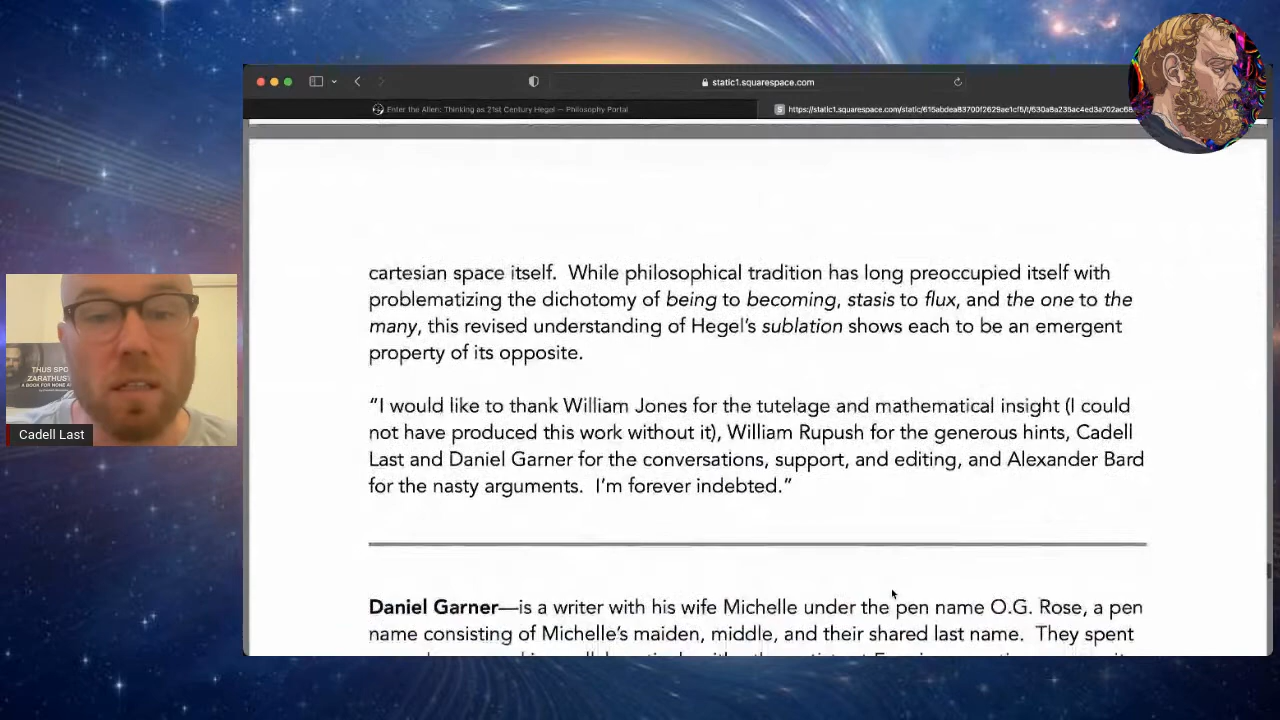 static1.squarespace.com
Enter the Alien: Thinking as 21st Century Hegel — Philosophy Portal
cartesian space itself.  While philosophical tradition has long preoccupied itself with
problematizing the dichotomy of being to becoming, stasis to flux, and the one to the
many, this revised understanding of Hegel’s sublation shows each to be an emergent
property of its opposite.
“I would like to thank William Jones for the tutelage and mathematical insight (I could
not have produced this work without it), William Rupush for the generous hints, Cadell
Last and Daniel Garner for the conversations, support, and editing, and Alexander Bard
for the nasty arguments.  I’m forever indebted.”
Daniel Garner—is a writer with his wife Michelle under the pen name O.G. Rose, a pen
name consisting of Michelle’s maiden, middle, and their shared last name.  They spent
THUS SPO
ZARATHUS
A BOOK FOR NONE A
Cadell Last